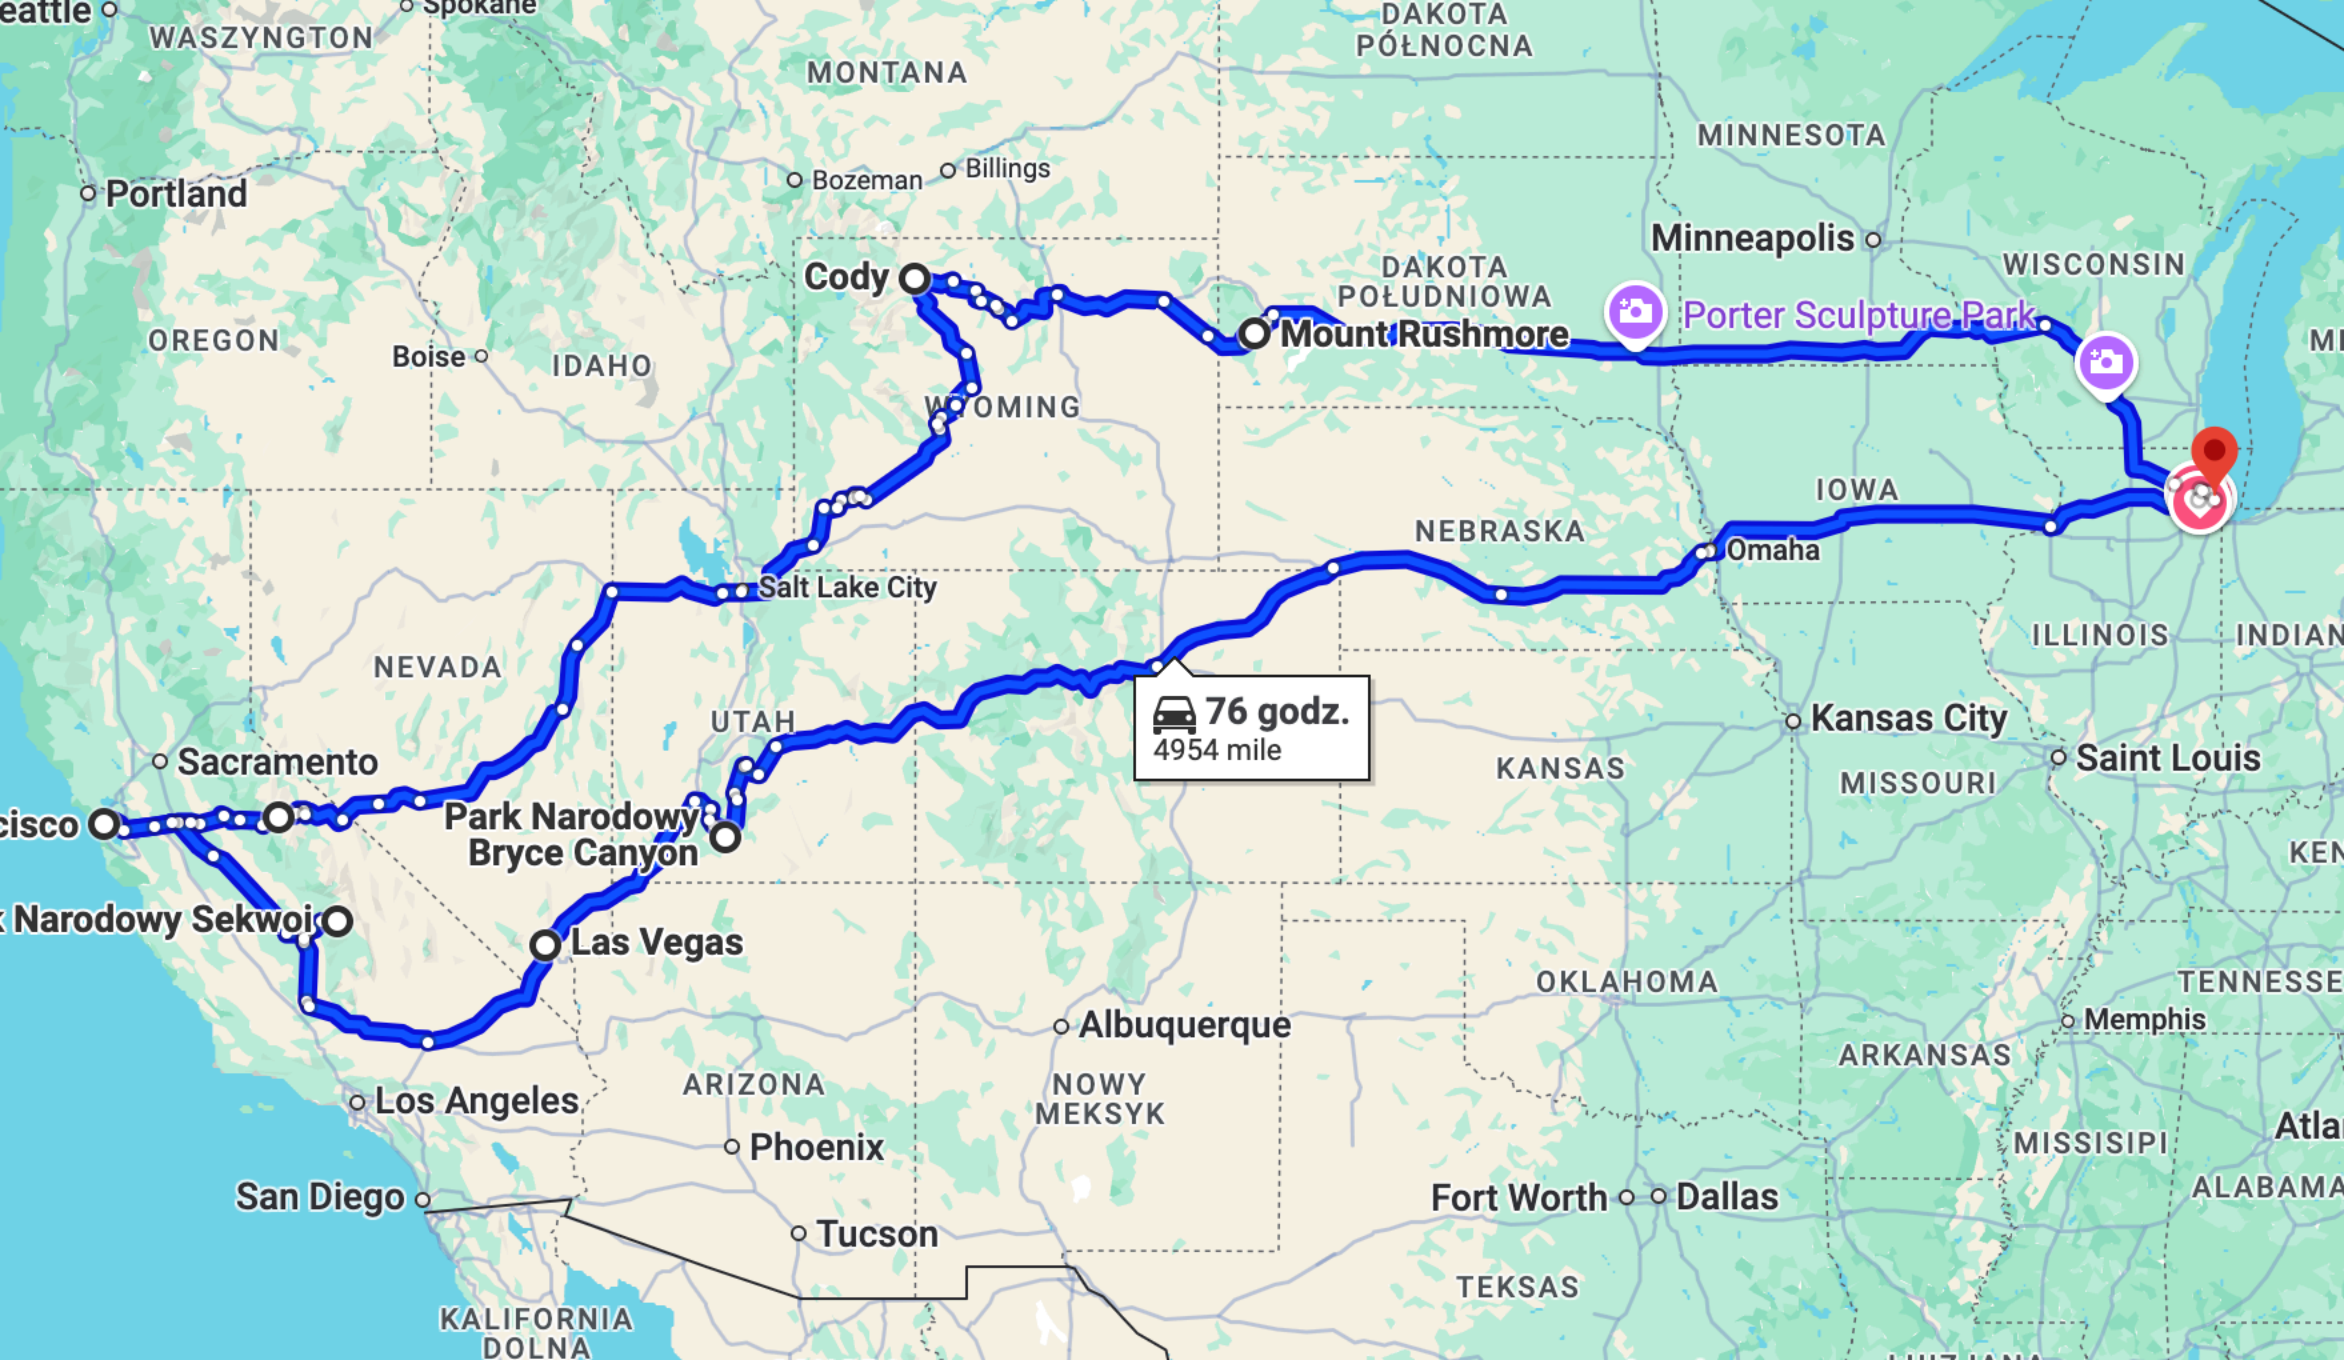 eattle
Spokane
WASZYNGTON
DAKOTA
PÓŁNOCNA
MONTANA
MINNESOTA
Bozeman
Billings
Portland
Minneapolis
WISCONSIN
Cody
DAKOTA
POŁUDNIOWA
Porter Sculpture Park
Mount Rushmore
OREGON
Boise
IDAHO
MI
WYOMING
IOWA
NEBRASKA
Omaha
Salt Lake City
ILLINOIS
INDIAN
NEVADA
UTAH
76 godz.
4954 mile
Kansas City
Sacramento
Saint Louis
KANSAS
MISSOURI
cisco
Park Narodowy
Bryce Canyon
KEN
k Narodowy Sekwoi
Las Vegas
OKLAHOMA
TENNESSE
Albuquerque
Memphis
ARKANSAS
ARIZONA
NOWY
MEKSYK
Los Angeles
Phoenix
MISSISIPI
Atla
San Diego
Fort Worth
Dallas
ALABAMA
Tucson
TEKSAS
KALIFORNIA
DOLNA